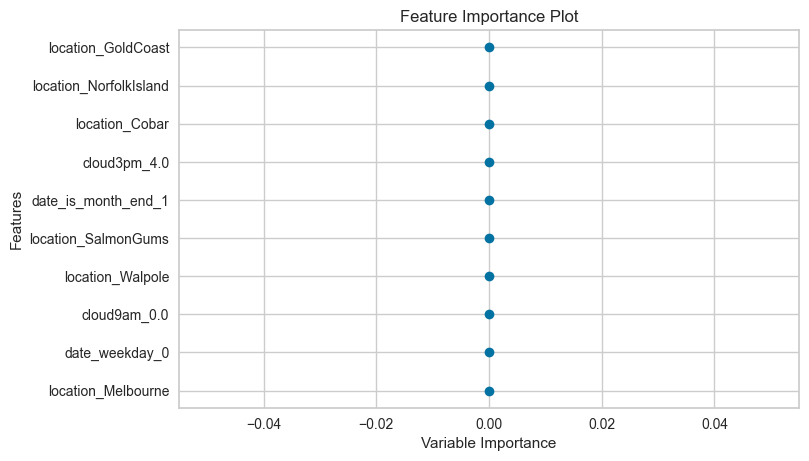 Feature Importance Plot
Features
location_GoldCoast
location_NorfolkIsland
location_Cobar
cloud3pm_4.0
date_is_month_end_1
location_SalmonGums
location_Walpole
cloud9am_0.0
date_weekday_0
location_Melbourne
−0.04 −0.02 0.00 0.02 0.04
Variable Importance